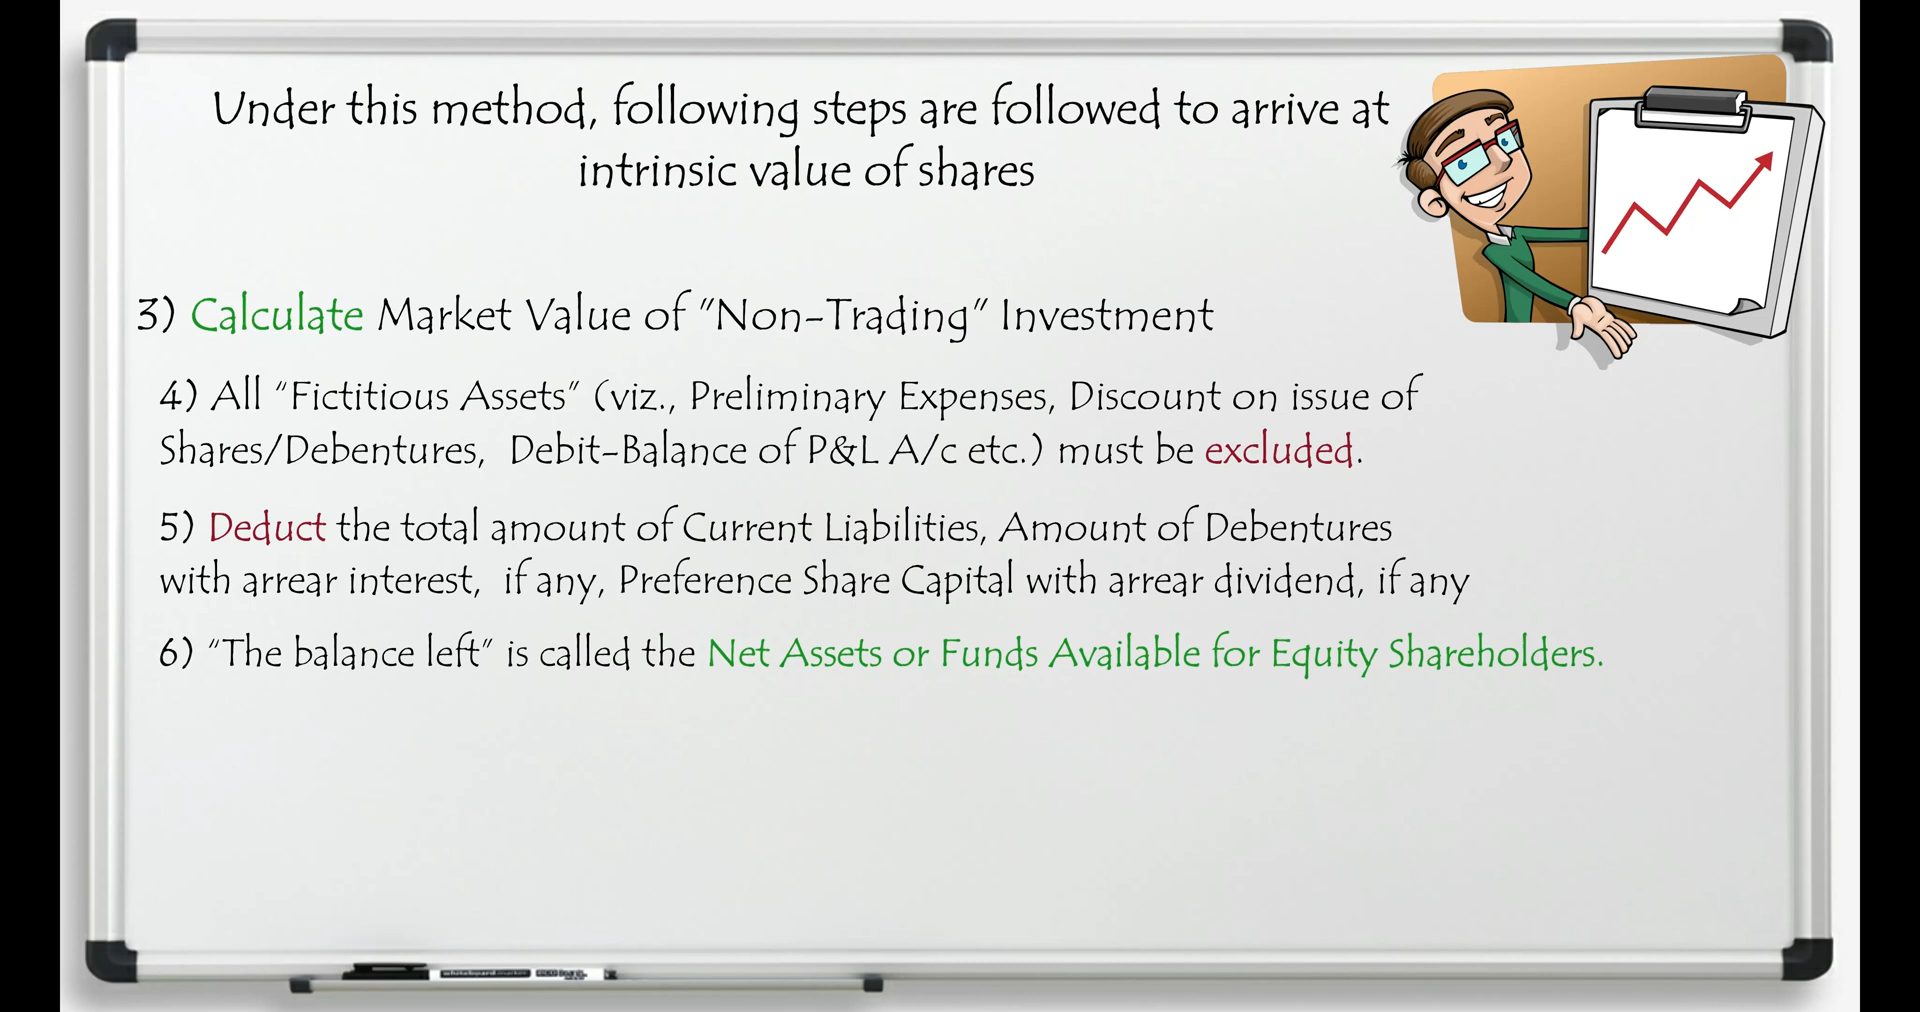 Under this method, following steps are followed to arrive at
intrinsic value of shares
3) Calculate Market Value of "Non-Trading" Investment
4) All "Fictitious Assets" (viz., Preliminary Expenses, Discount on issue of
Shares/Debentures, Debit-Balance of P&L A/c etc.) must be excluded.
5) Deduct the total amount of Current Liabilities, Amount of Debentures
with arrear interest, if any, Preference Share Capital with arrear dividend, if any
6) "The balance left" is called the Net Assets or Funds Available for Equity Shareholders.